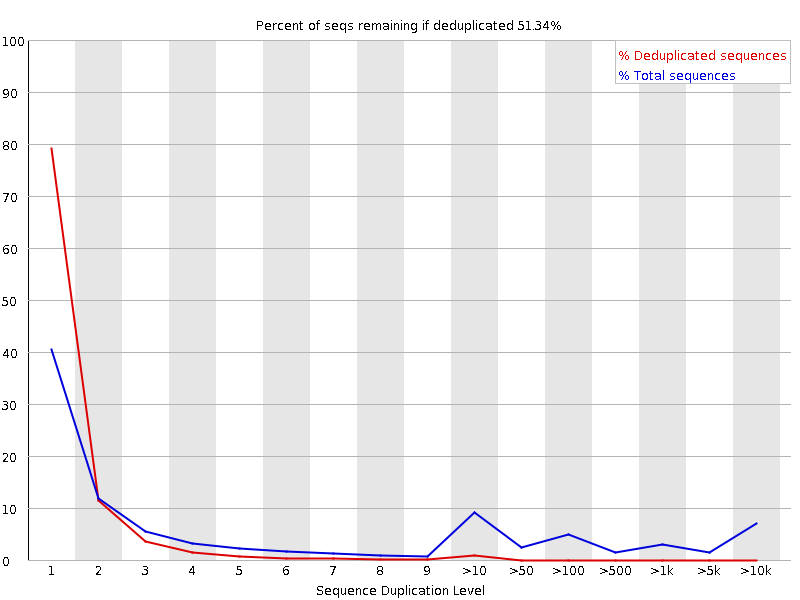 Percent of seqs remaining if deduplicated 51.34%
% Deduplicated sequences
% Total sequences
100
90
80
70
60
50
40
30
20
10
0
1 2 3 4 5 6 7 8 9 >10 >50 >100 >500 >1k >5k >10k
Sequence Duplication Level